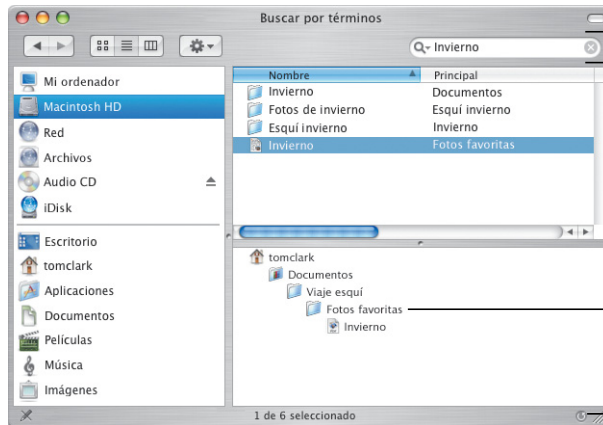 Buscar por términos
Invierno
Mi ordenador
Macintosh HD
Red
Archivos
Audio CD
iDisk
Escritorio
tomclark
Aplicaciones
Documentos
Películas
Música
Imágenes
Nombre Principal
Invierno Documentos
Fotos de invierno Esquí invierno
Esquí invierno Invierno
Invierno Fotos favoritas
tomclark
Documentos
Viaje esquí
Fotos favoritas
Invierno
1 de 6 seleccionado